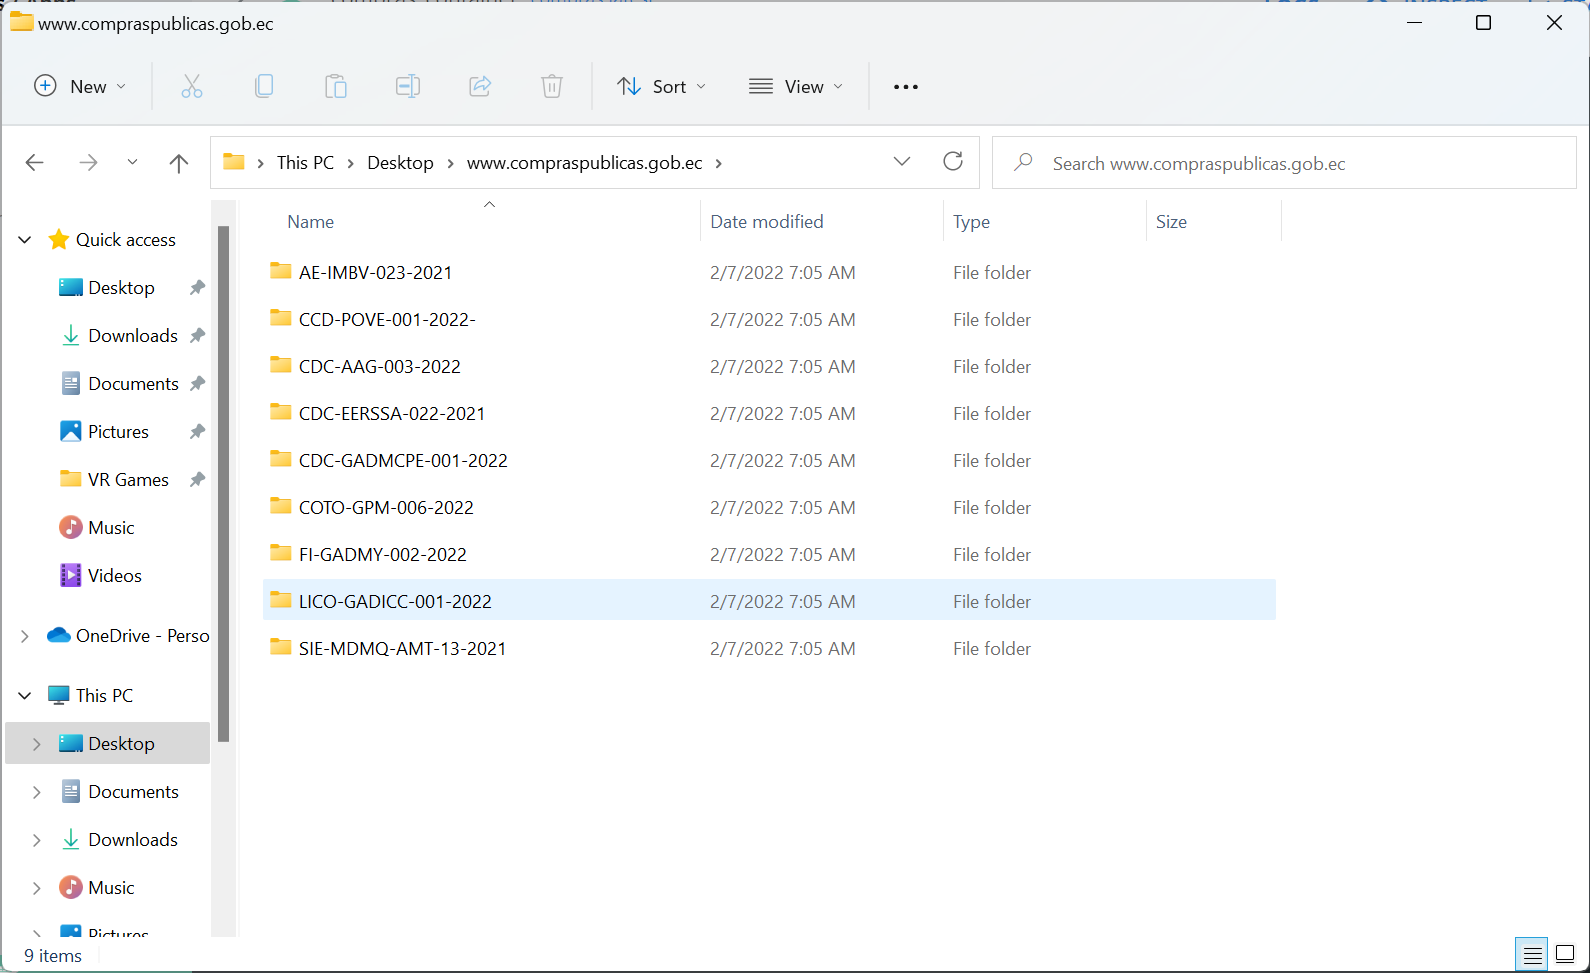 www.compraspublicas.gob.ec
New
Sort
View
This PC > Desktop > www.compraspublicas.gob.ec >
Search www.compraspublicas.gob.ec
Name Date modified Type Size
Quick access
Desktop
Downloads
Documents
Pictures
VR Games
Music
Videos
OneDrive - Perso
This PC
Desktop
Documents
Downloads
Music
Pictures
AE-IMBV-023-2021 2/7/2022 7:05 AM File folder
CCD-POVE-001-2022- 2/7/2022 7:05 AM File folder
CDC-AAG-003-2022 2/7/2022 7:05 AM File folder
CDC-EERSSA-022-2021 2/7/2022 7:05 AM File folder
CDC-GADMCPE-001-2022 2/7/2022 7:05 AM File folder
COTO-GPM-006-2022 2/7/2022 7:05 AM File folder
FI-GADMY-002-2022 2/7/2022 7:05 AM File folder
LICO-GADICC-001-2022 2/7/2022 7:05 AM File folder
SIE-MDMQ-AMT-13-2021 2/7/2022 7:05 AM File folder
9 items